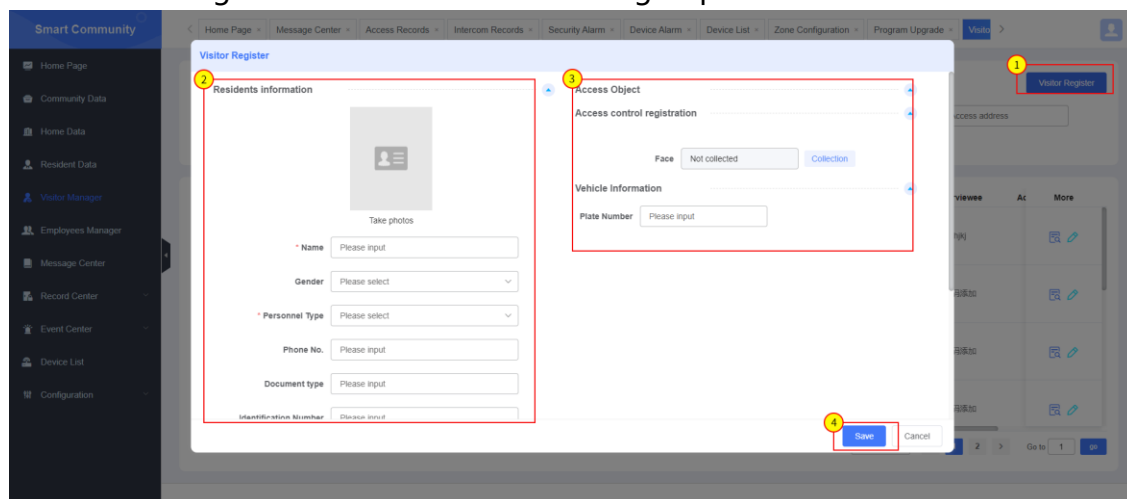 Smart Community
Home Page × Message Center × Access Records × Intercom Records × Security Alarm × Device Alarm × Device List × Zone Configuration × Program Upgrade × Visito
Home Page
Community Data
Home Data
Resident Data
Visitor Manager
Employees Manager
Message Center
Record Center
Event Center
Device List
Configuration
1
Visitor Register
Access address
Visitor Register
2
Residents information
Take photos
* Name Please input
Gender Please select
* Personnel Type Please select
Phone No. Please input
Document type Please input
Identification Number Please input
3
Access Object
Access control registration
Face Not collected Collection
Vehicle Information
Plate Number Please input
4
Save Cancel
rviewee Ac More
2 Go to 1 go